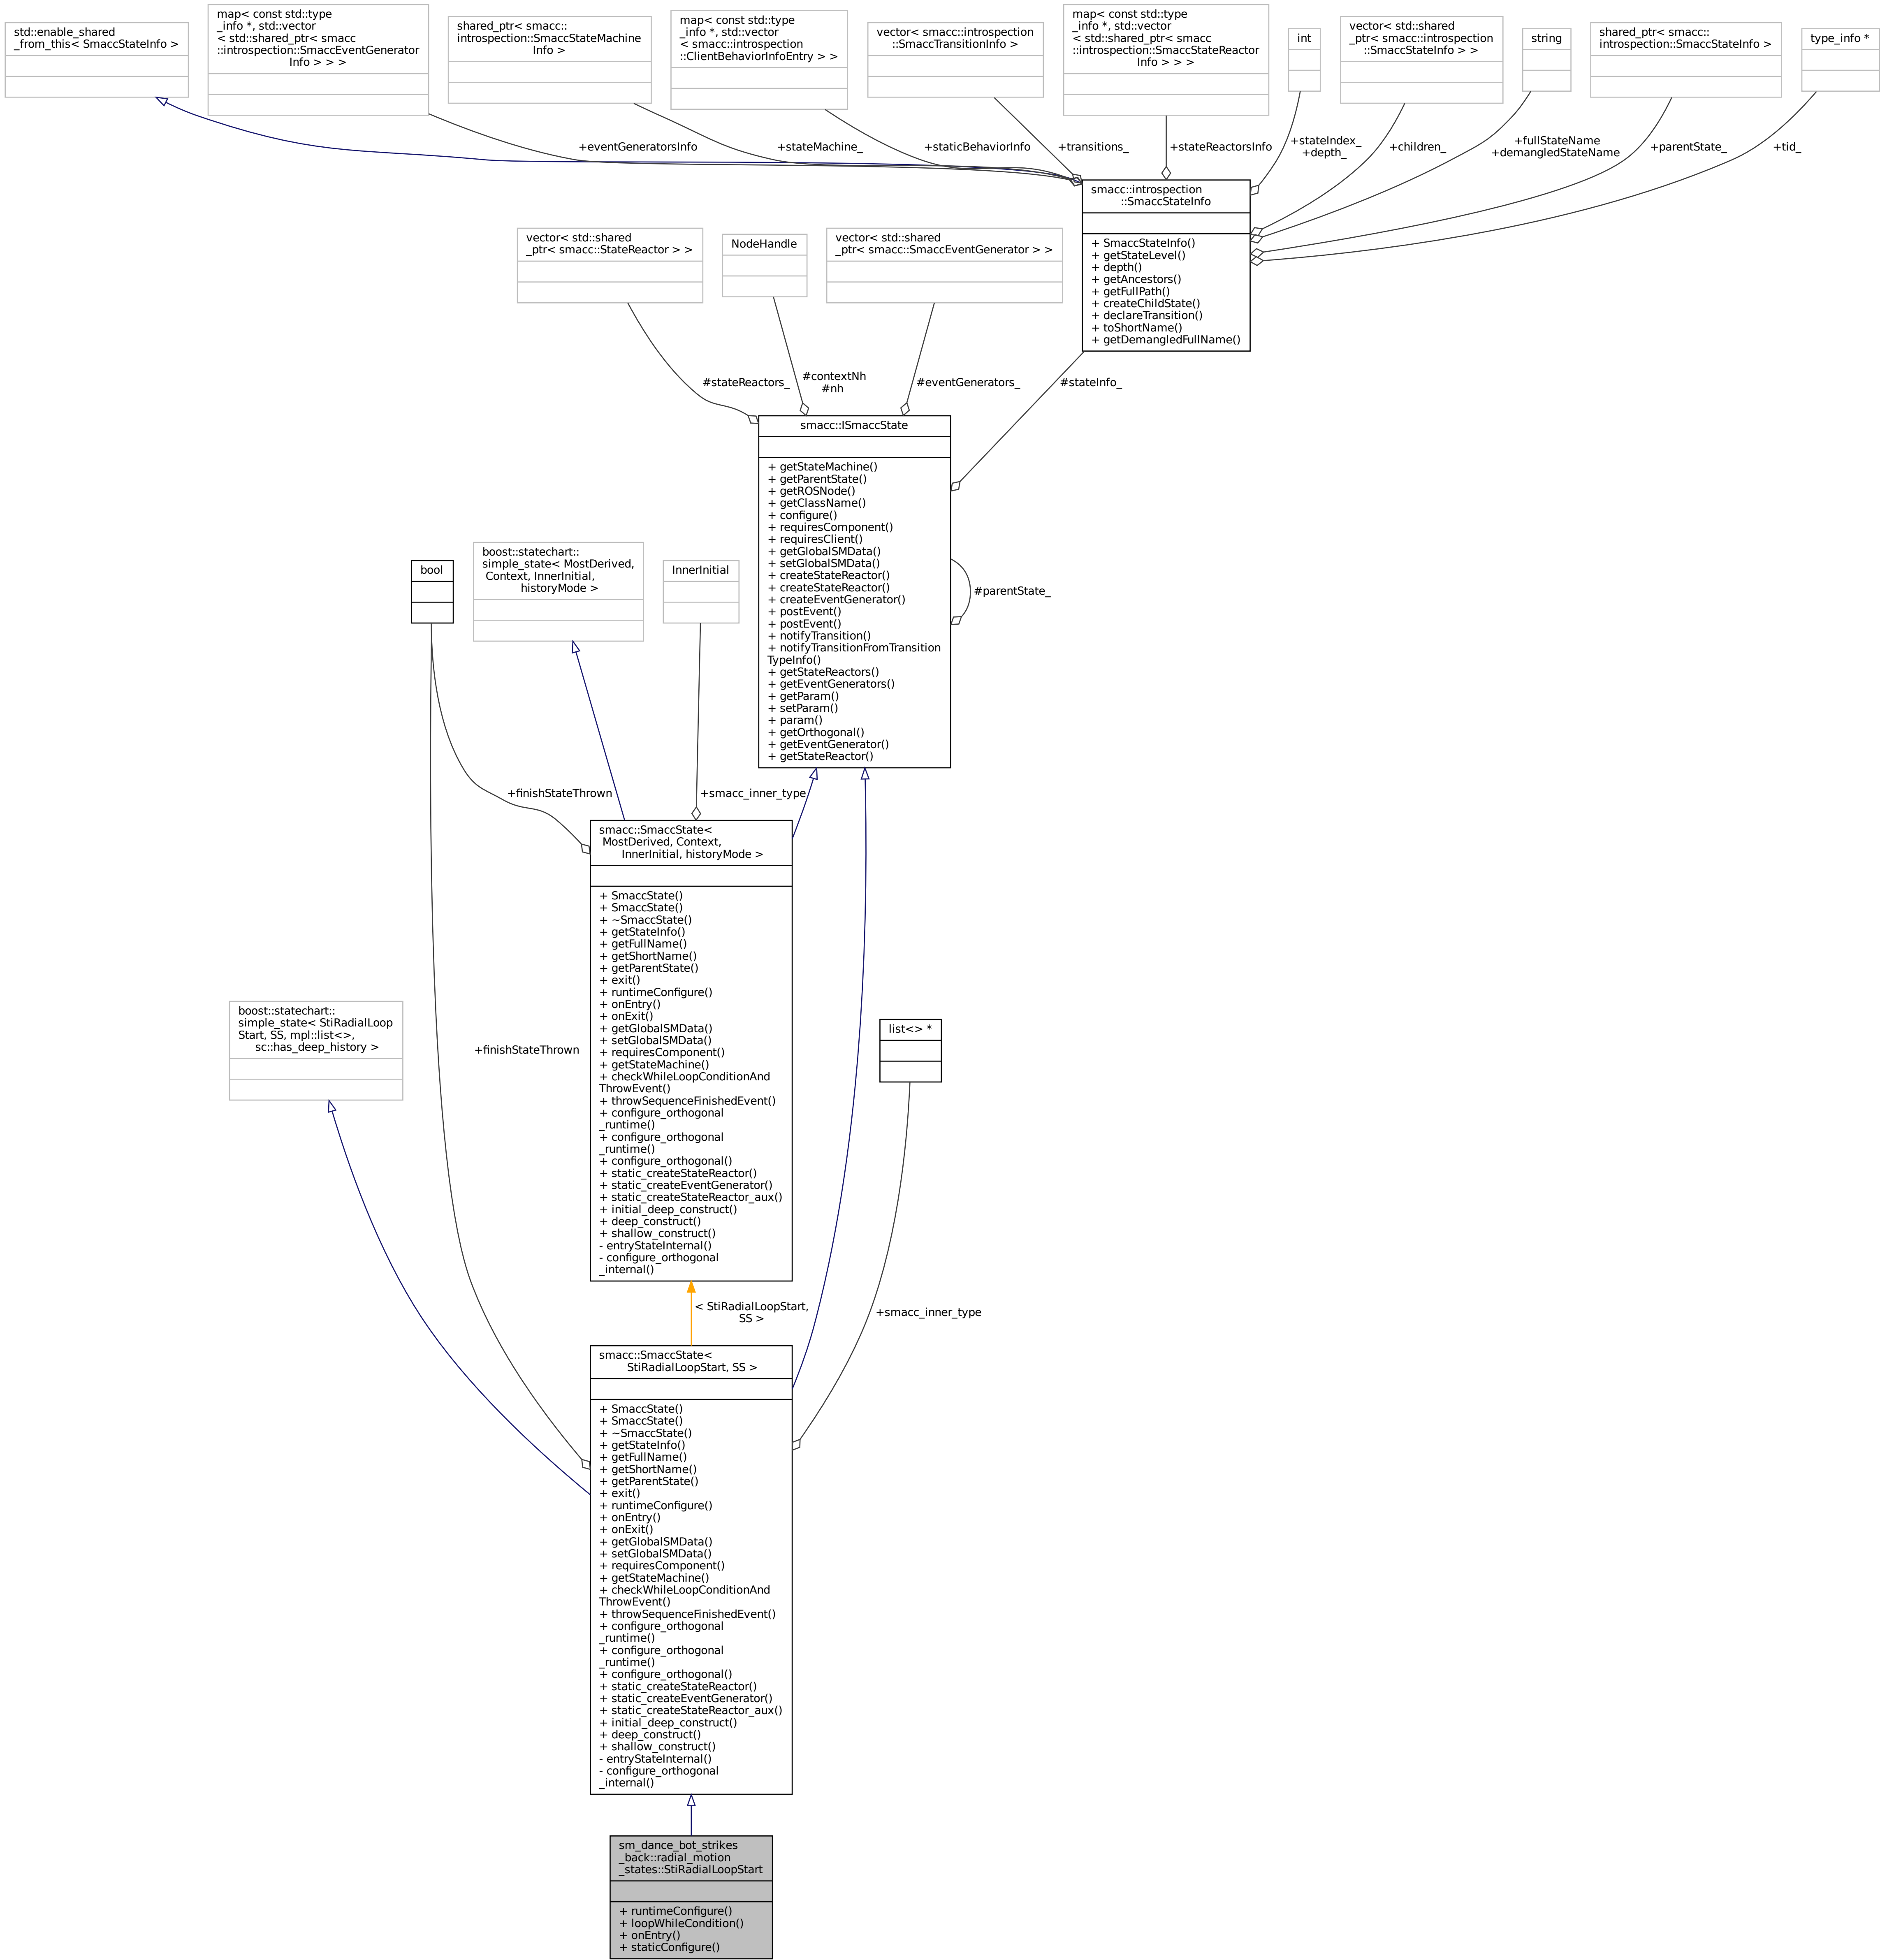 std::enable_shared
_from_this< SmaccStateInfo >
map< const std::type
_info *, std::vector
< std::shared_ptr< smacc
::introspection::SmaccEventGenerator
Info > > >
shared_ptr< smacc::
introspection::SmaccStateMachine
Info >
map< const std::type
_info *, std::vector
< smacc::introspection
::ClientBehaviorInfoEntry > >
vector< smacc::introspection
::SmaccTransitionInfo >
map< const std::type
_info *, std::vector
< std::shared_ptr< smacc
::introspection::SmaccStateReactor
Info > > >
int
vector< std::shared
_ptr< smacc::introspection
::SmaccStateInfo > >
string
shared_ptr< smacc::
introspection::SmaccStateInfo >
type_info *
+eventGeneratorsInfo
+stateMachine_
+staticBehaviorInfo
+transitions_
+stateReactorsInfo
+stateIndex_
+depth_
+children_
+fullStateName
+demangledStateName
+parentState_
+tid_
smacc::introspection
::SmaccStateInfo
+ SmaccStateInfo()
+ getStateLevel()
+ depth()
+ getAncestors()
+ getFullPath()
+ createChildState()
+ declareTransition()
+ toShortName()
+ getDemangledFullName()
vector< std::shared
_ptr< smacc::StateReactor > >
NodeHandle
vector< std::shared
_ptr< smacc::SmaccEventGenerator > >
#stateReactors_
#contextNh
#nh
#eventGenerators_
#stateInfo_
smacc::ISmaccState
+ getStateMachine()
+ getParentState()
+ getROSNode()
+ getClassName()
+ configure()
+ requiresComponent()
+ requiresClient()
+ getGlobalSMData()
+ setGlobalSMData()
+ createStateReactor()
+ createStateReactor()
+ createEventGenerator()
+ postEvent()
+ postEvent()
+ notifyTransition()
+ notifyTransitionFromTransition
TypeInfo()
+ getStateReactors()
+ getEventGenerators()
+ getParam()
+ setParam()
+ param()
+ getOrthogonal()
+ getEventGenerator()
+ getStateReactor()
#parentState_
bool
boost::statechart::
simple_state< MostDerived,
Context, InnerInitial,
historyMode >
InnerInitial
+finishStateThrown
+smacc_inner_type
smacc::SmaccState<
MostDerived, Context,
InnerInitial, historyMode >
+ SmaccState()
+ SmaccState()
+ ~SmaccState()
+ getStateInfo()
+ getFullName()
+ getShortName()
+ getParentState()
+ exit()
+ runtimeConfigure()
+ onEntry()
+ onExit()
+ getGlobalSMData()
+ setGlobalSMData()
+ requiresComponent()
+ getStateMachine()
+ checkWhileLoopConditionAnd
ThrowEvent()
+ throwSequenceFinishedEvent()
+ configure_orthogonal
_runtime()
+ configure_orthogonal
_runtime()
+ configure_orthogonal()
+ static_createStateReactor()
+ static_createEventGenerator()
+ static_createStateReactor_aux()
+ initial_deep_construct()
+ deep_construct()
+ shallow_construct()
- entryStateInternal()
- configure_orthogonal
_internal()
boost::statechart::
simple_state< StiRadialLoop
Start, SS, mpl::list<>,
sc::has_deep_history >
+finishStateThrown
list<> *
< StiRadialLoopStart,
SS >
+smacc_inner_type
smacc::SmaccState<
StiRadialLoopStart, SS >
+ SmaccState()
+ SmaccState()
+ ~SmaccState()
+ getStateInfo()
+ getFullName()
+ getShortName()
+ getParentState()
+ exit()
+ runtimeConfigure()
+ onEntry()
+ onExit()
+ getGlobalSMData()
+ setGlobalSMData()
+ requiresComponent()
+ getStateMachine()
+ checkWhileLoopConditionAnd
ThrowEvent()
+ throwSequenceFinishedEvent()
+ configure_orthogonal
_runtime()
+ configure_orthogonal
_runtime()
+ configure_orthogonal()
+ static_createStateReactor()
+ static_createEventGenerator()
+ static_createStateReactor_aux()
+ initial_deep_construct()
+ deep_construct()
+ shallow_construct()
- entryStateInternal()
- configure_orthogonal
_internal()
sm_dance_bot_strikes
_back::radial_motion
_states::StiRadialLoopStart
+ runtimeConfigure()
+ loopWhileCondition()
+ onEntry()
+ staticConfigure()